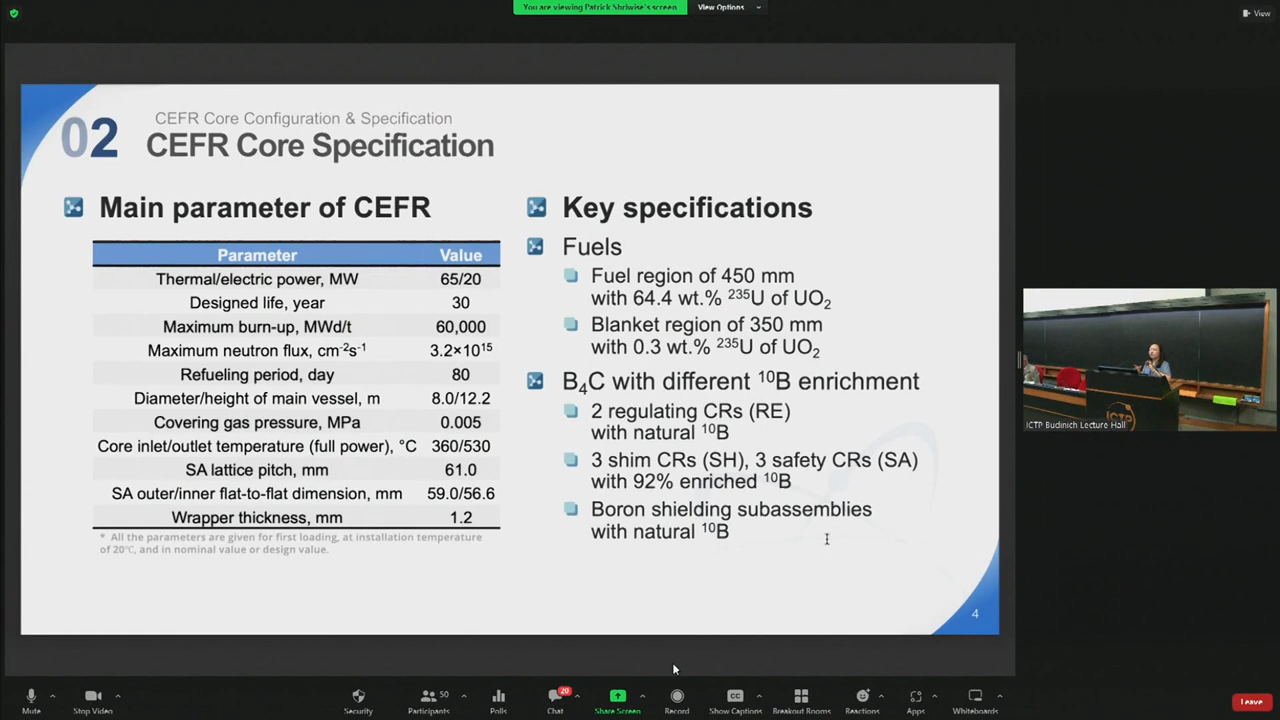 You are viewing Patrick Shriwise's screen
View Options
View
02
CEFR Core Configuration & Specification
CEFR Core Specification
Main parameter of CEFR
Parameter Value
Thermal/electric power, MW 65/20
Designed life, year 30
Maximum burn-up, MWd/t 60,000
Maximum neutron flux, cm⁻²s⁻¹ 3.2×10¹⁵
Refueling period, day 80
Diameter/height of main vessel, m 8.0/12.2
Covering gas pressure, MPa 0.005
Core inlet/outlet temperature (full power), °C 360/530
SA lattice pitch, mm 61.0
SA outer/inner flat-to-flat dimension, mm 59.0/56.6
Wrapper thickness, mm 1.2
* All the parameters are given for first loading, at installation temperature
of 20℃, and in nominal value or design value.
Key specifications
Fuels
Fuel region of 450 mm
with 64.4 wt.% ²³⁵U of UO₂
Blanket region of 350 mm
with 0.3 wt.% ²³⁵U of UO₂
B₄C with different ¹⁰B enrichment
2 regulating CRs (RE)
with natural ¹⁰B
3 shim CRs (SH), 3 safety CRs (SA)
with 92% enriched ¹⁰B
Boron shielding subassemblies
with natural ¹⁰B
4
ICTP
ICTP Budinich Lecture Hall
Mute
Stop Video
Security
Participants 50
Polls
Chat 20
Share Screen
Record
Show Captions
Breakout Rooms
Reactions
Apps
Whiteboards
Leave